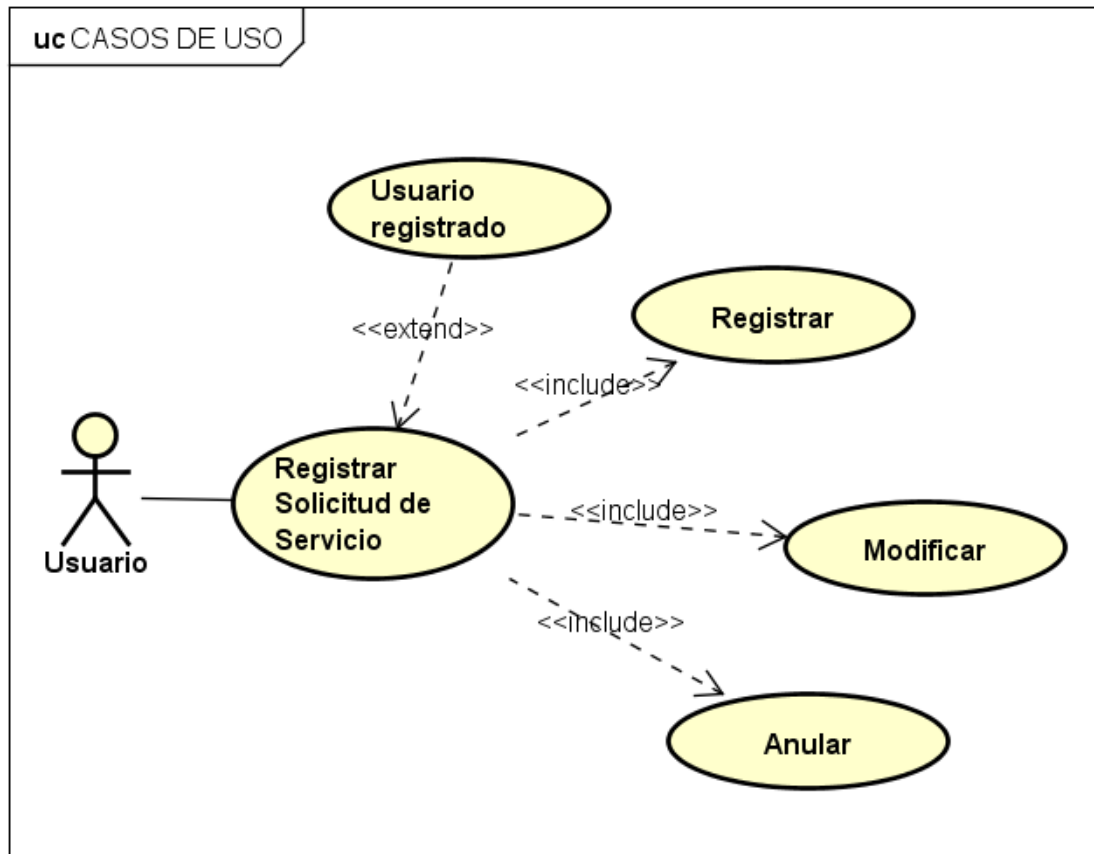 uc CASOS DE USO
Usuario
registrado
<<extend>>
Registrar
<<include>>
Registrar
Solicitud de
Servicio
Usuario
<<include>>
Modificar
<<include>>
Anular